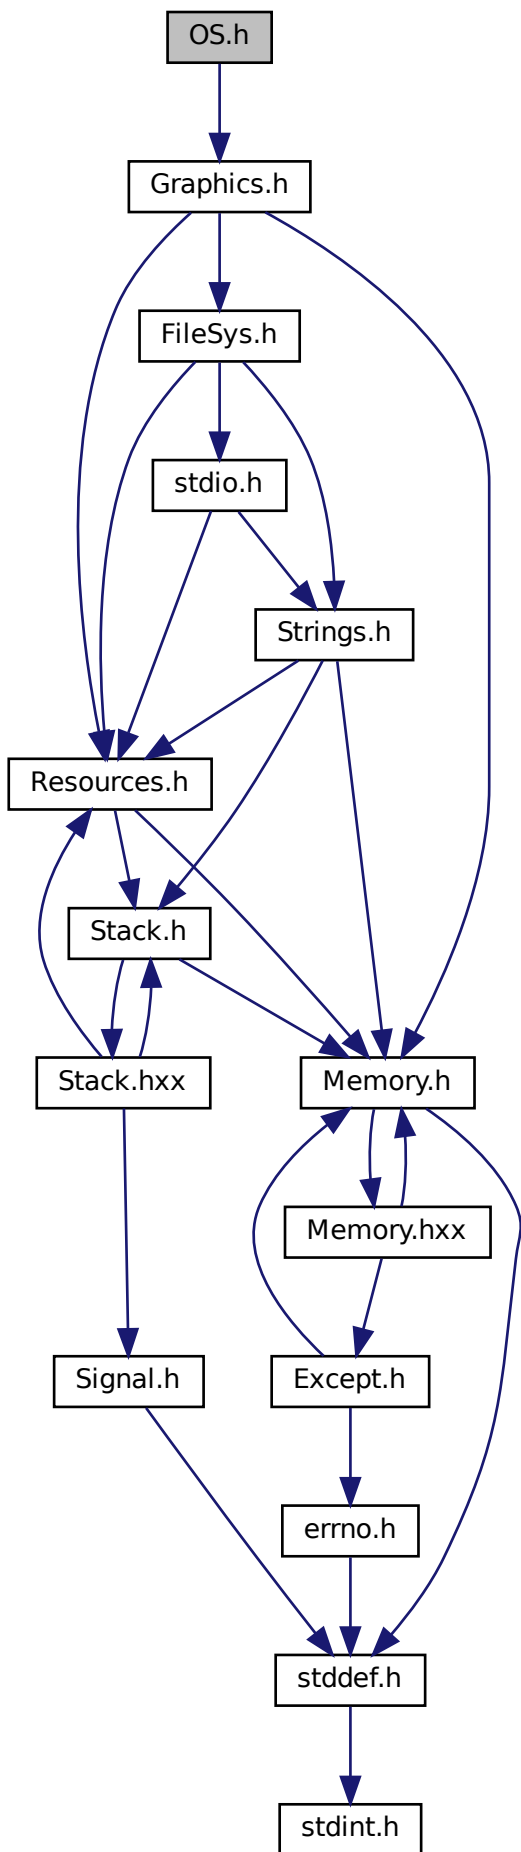 OS.h
Graphics.h
FileSys.h
stdio.h
Strings.h
Resources.h
Stack.h
Stack.hxx
Memory.h
Memory.hxx
Signal.h
Except.h
errno.h
stddef.h
stdint.h